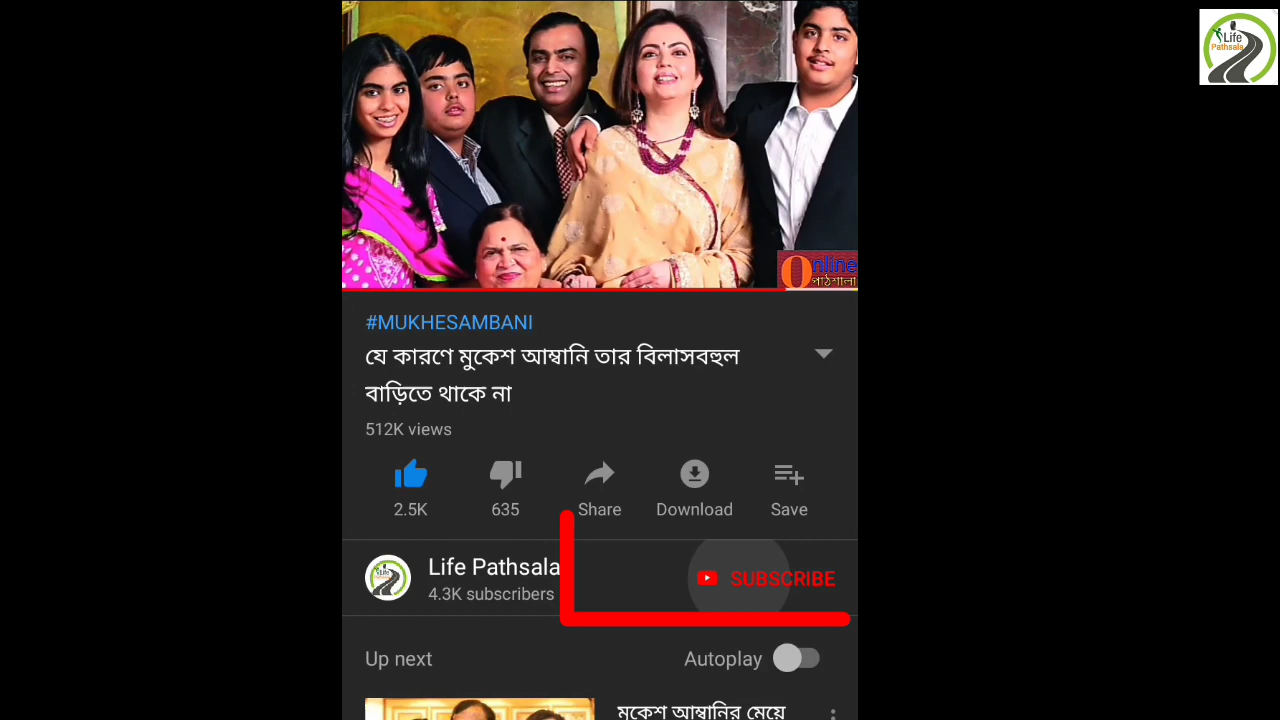 Life
Pathsala
Online
পাঠশালা
#MUKHESAMBANI
যে কারণে মুকেশ আম্বানি তার বিলাসবহুল
বাড়িতে থাকে না
512K views
2.5K 635 Share Download Save
Life Pathsala
4.3K subscribers
SUBSCRIBE
Up next Autoplay
মুকেশ আম্বানির মেয়ে